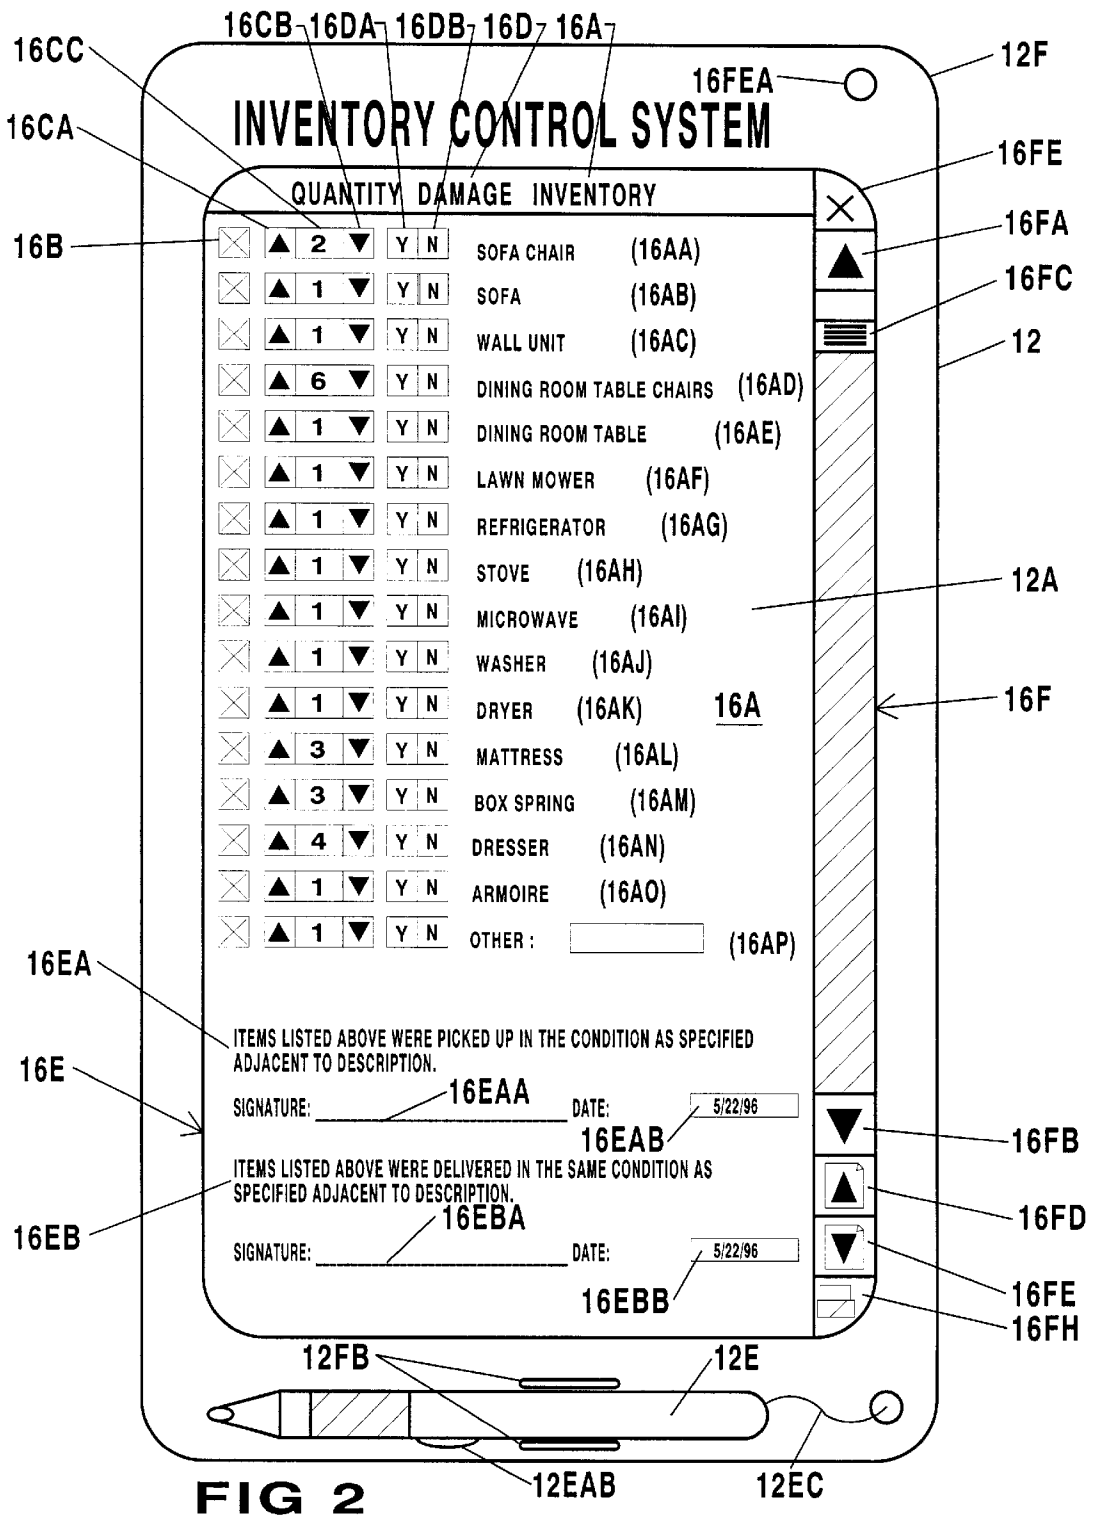 16CB 16DA 16DB 16D 16A
16CC
12F
16FEA
INVENTORY CONTROL SYSTEM
16CA
16FE
QUANTITY DAMAGE INVENTORY
16FA
16B
2 Y N SOFA CHAIR (16AA)
16FC
1 Y N SOFA (16AB)
1 Y N WALL UNIT (16AC)
12
6 Y N DINING ROOM TABLE CHAIRS (16AD)
1 Y N DINING ROOM TABLE (16AE)
1 Y N LAWN MOWER (16AF)
1 Y N REFRIGERATOR (16AG)
1 Y N STOVE (16AH)
12A
1 Y N MICROWAVE (16AI)
1 Y N WASHER (16AJ)
1 Y N DRYER (16AK) 16A
16F
3 Y N MATTRESS (16AL)
3 Y N BOX SPRING (16AM)
4 Y N DRESSER (16AN)
1 Y N ARMOIRE (16AO)
1 Y N OTHER : (16AP)
16EA
ITEMS LISTED ABOVE WERE PICKED UP IN THE CONDITION AS SPECIFIED
ADJACENT TO DESCRIPTION.
16E
16EAA
SIGNATURE: DATE: 5/22/96
16EAB
16FB
ITEMS LISTED ABOVE WERE DELIVERED IN THE SAME CONDITION AS
SPECIFIED ADJACENT TO DESCRIPTION.
16EBA
16FD
16EB
SIGNATURE: DATE: 5/22/96
16EBB
16FE
16FH
12FB 12E
12EAB 12EC
FIG 2